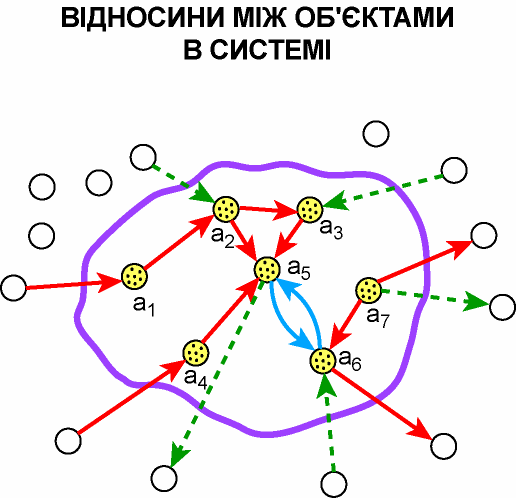 ВІДНОСИНИ МІЖ ОБ'ЄКТАМИ
В СИСТЕМІ
a2
a3
a5
a1
a7
a4
a6